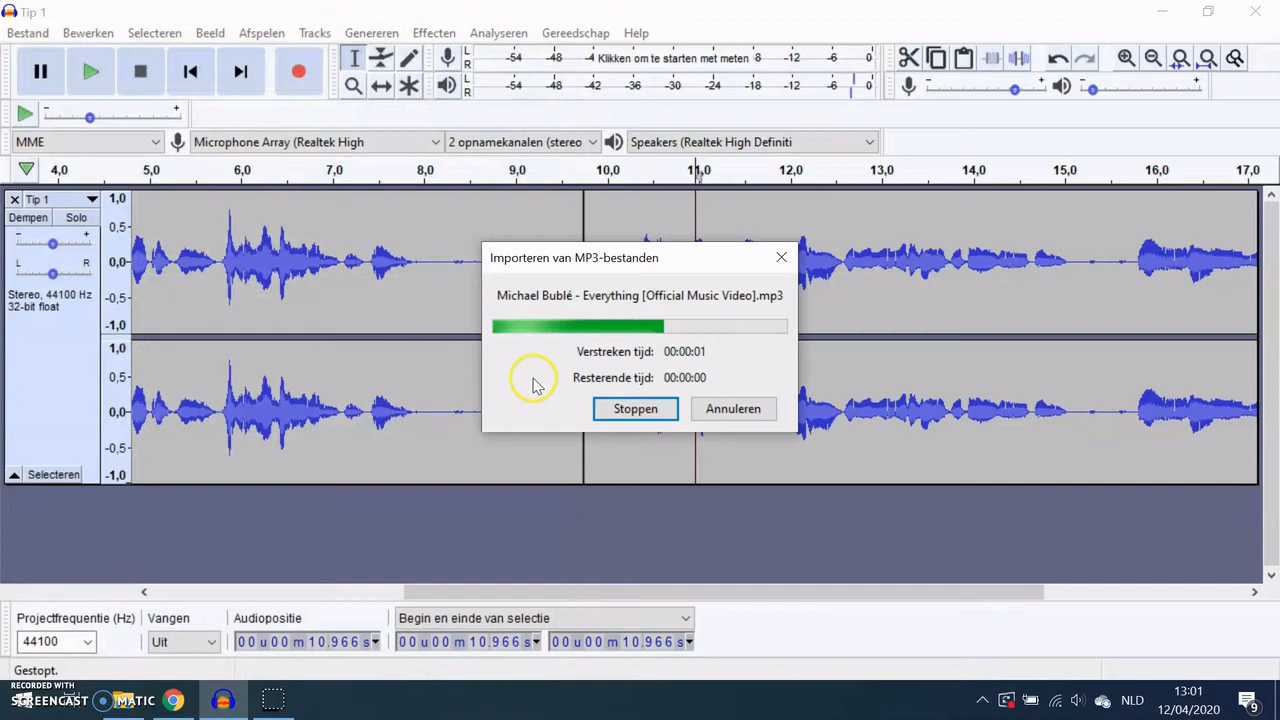 Tip 1
Bestand Bewerken Selecteren Beeld Afspelen Tracks Genereren Effecten Analyseren Gereedschap Help
L R -54 -48 -4 Klikken om te starten met meten 8 -12 -6 0
L R -54 -48 -42 -36 -30 -24 -18 -12 -6 0
MME Microphone Array (Realtek High 2 opnamekanalen (stereo Speakers (Realtek High Definiti
4,0 5,0 6,0 7,0 8,0 9,0 10,0 11,0 12,0 13,0 14,0 15,0 16,0 17,0
Tip 1
Dempen Solo
L R
Stereo, 44100 Hz
32-bit float
Selecteren
1,0
0,5
0,0
-0,5
-1,0
1,0
0,5
0,0
-0,5
-1,0
Importeren van MP3-bestanden
Michael Bublé - Everything [Official Music Video].mp3
Verstreken tijd: 00:00:01
Resterende tijd: 00:00:00
Stoppen Annuleren
Projectfrequentie (Hz) Vangen Audiopositie Begin en einde van selectie
44100 Uit 00 u 00 m 10.966 s 00 u 00 m 10.966 s 00 u 00 m 10.966 s
Gestopt.
RECORDED WITH
SCREENCAST MATIC
NLD
13:01
12/04/2020
9